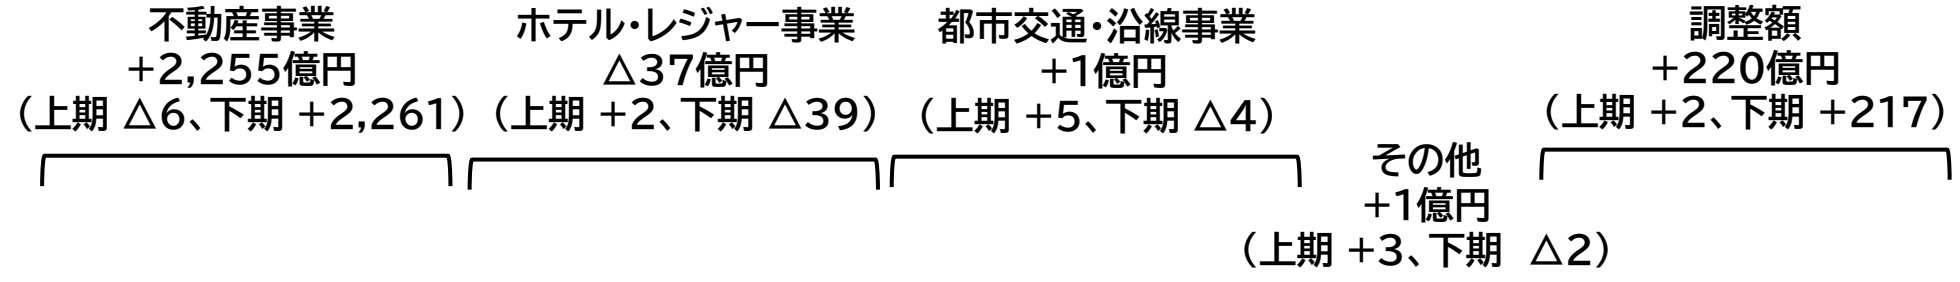 不動産事業
+2,255億円
(上期 △6、下期 +2,261)
ホテル・レジャー事業
△37億円
(上期 +2、下期 △39)
都市交通・沿線事業
+1億円
(上期 +5、下期 △4)
その他
+1億円
(上期 +3、下期 △2)
調整額
+220億円
(上期 +2、下期 +217)